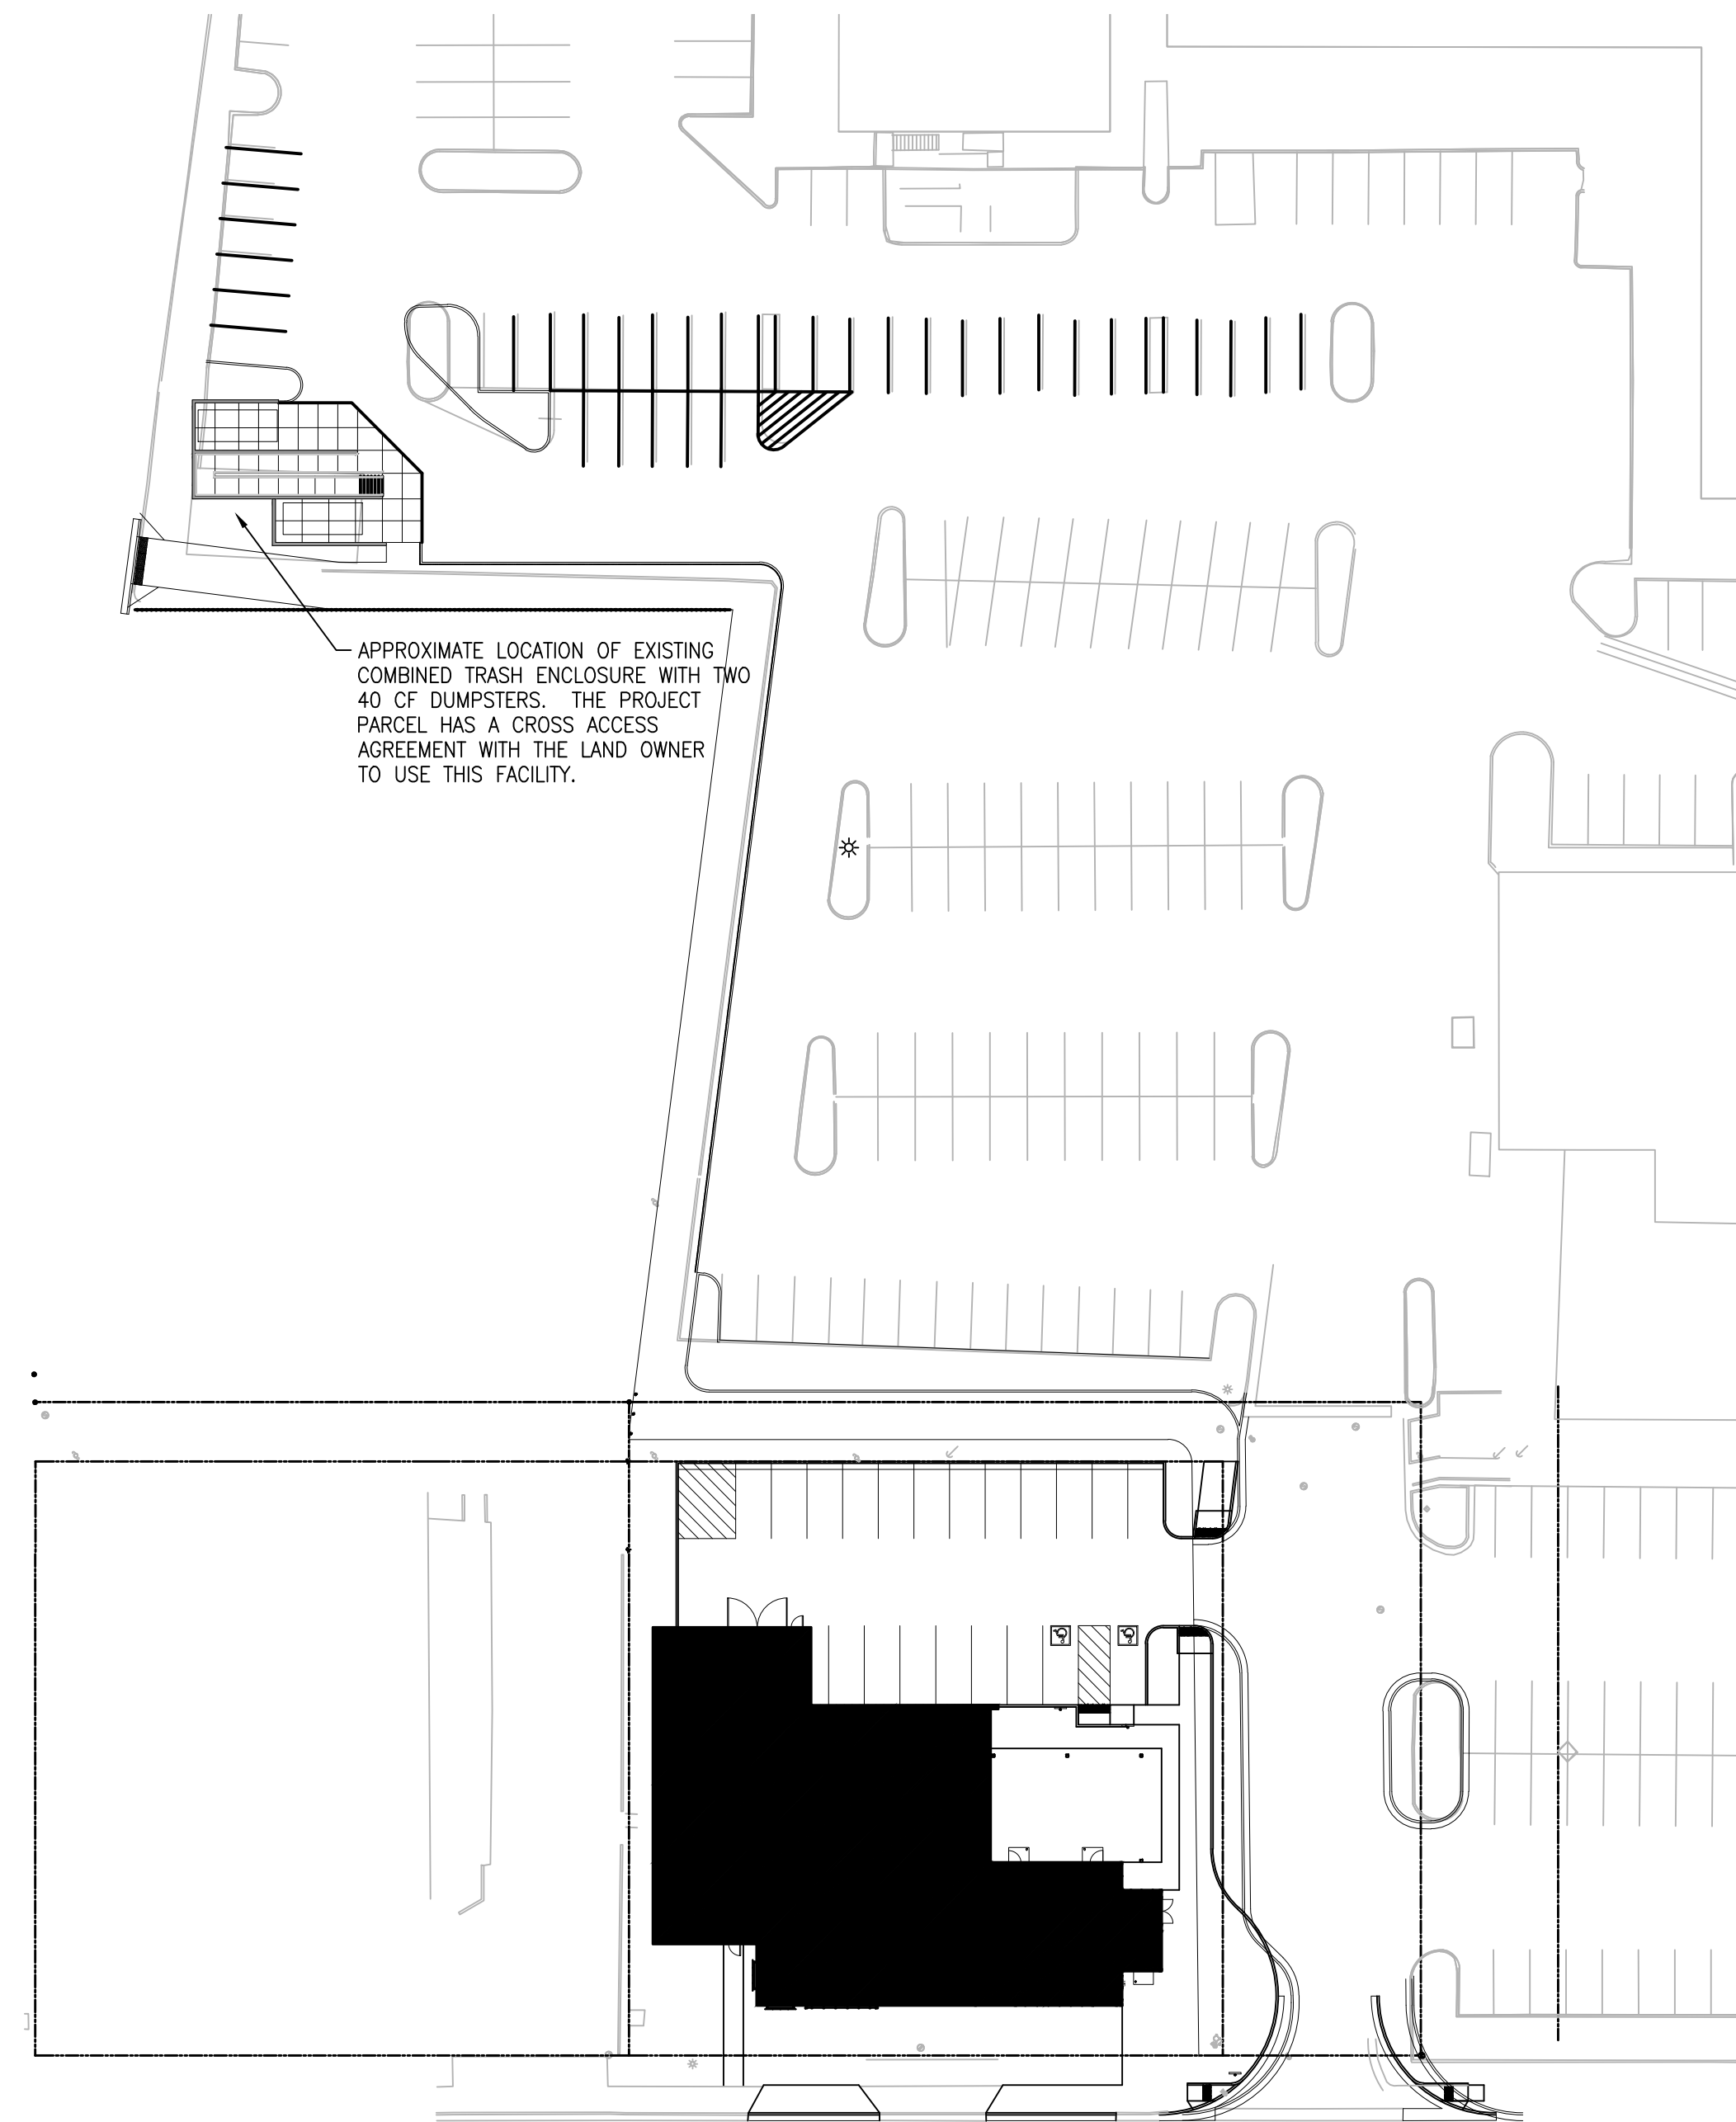 APPROXIMATE LOCATION OF EXISTING
COMBINED TRASH ENCLOSURE WITH TWO
40 CF DUMPSTERS. THE PROJECT
PARCEL HAS A CROSS ACCESS
AGREEMENT WITH THE LAND OWNER
TO USE THIS FACILITY.